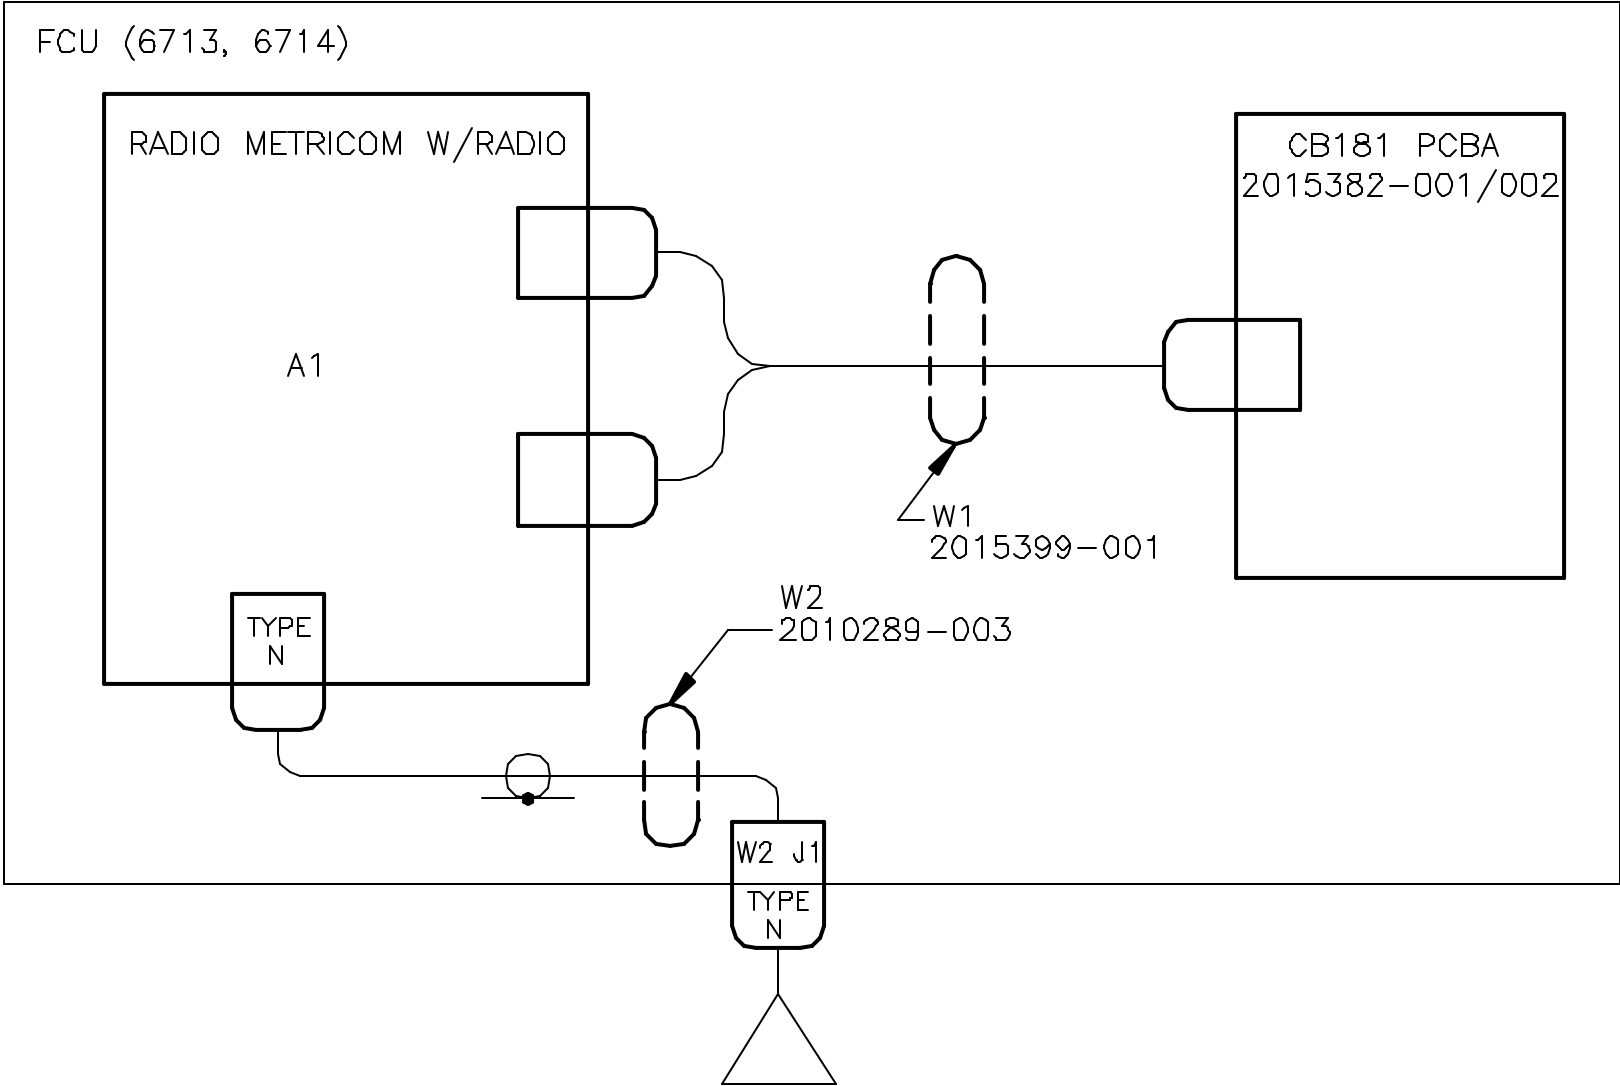 FCU (6713, 6714)
RADIO METRICOM W/RADIO
CB181 PCBA
2015382-001/002
A1
W1
2015399-001
W2
2010289-003
TYPE
N
W2 J1
TYPE
N